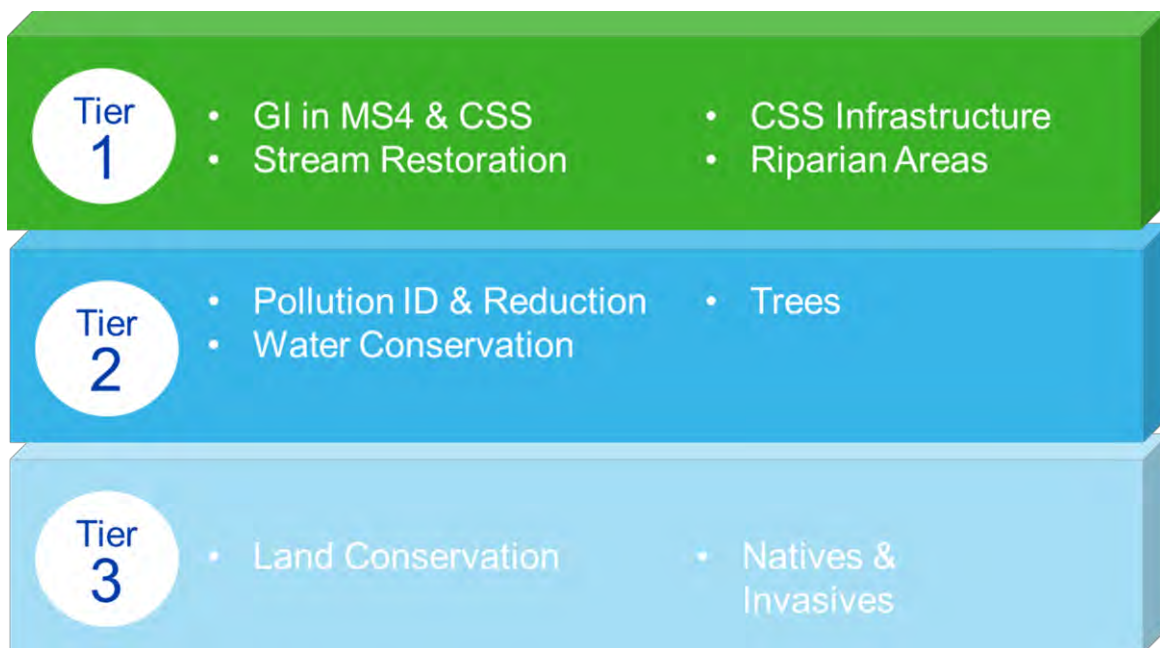 Tier
1
• GI in MS4 & CSS
• Stream Restoration
• CSS Infrastructure
• Riparian Areas
Tier
2
• Pollution ID & Reduction
• Water Conservation
• Trees
Tier
3
• Land Conservation
• Natives &
Invasives